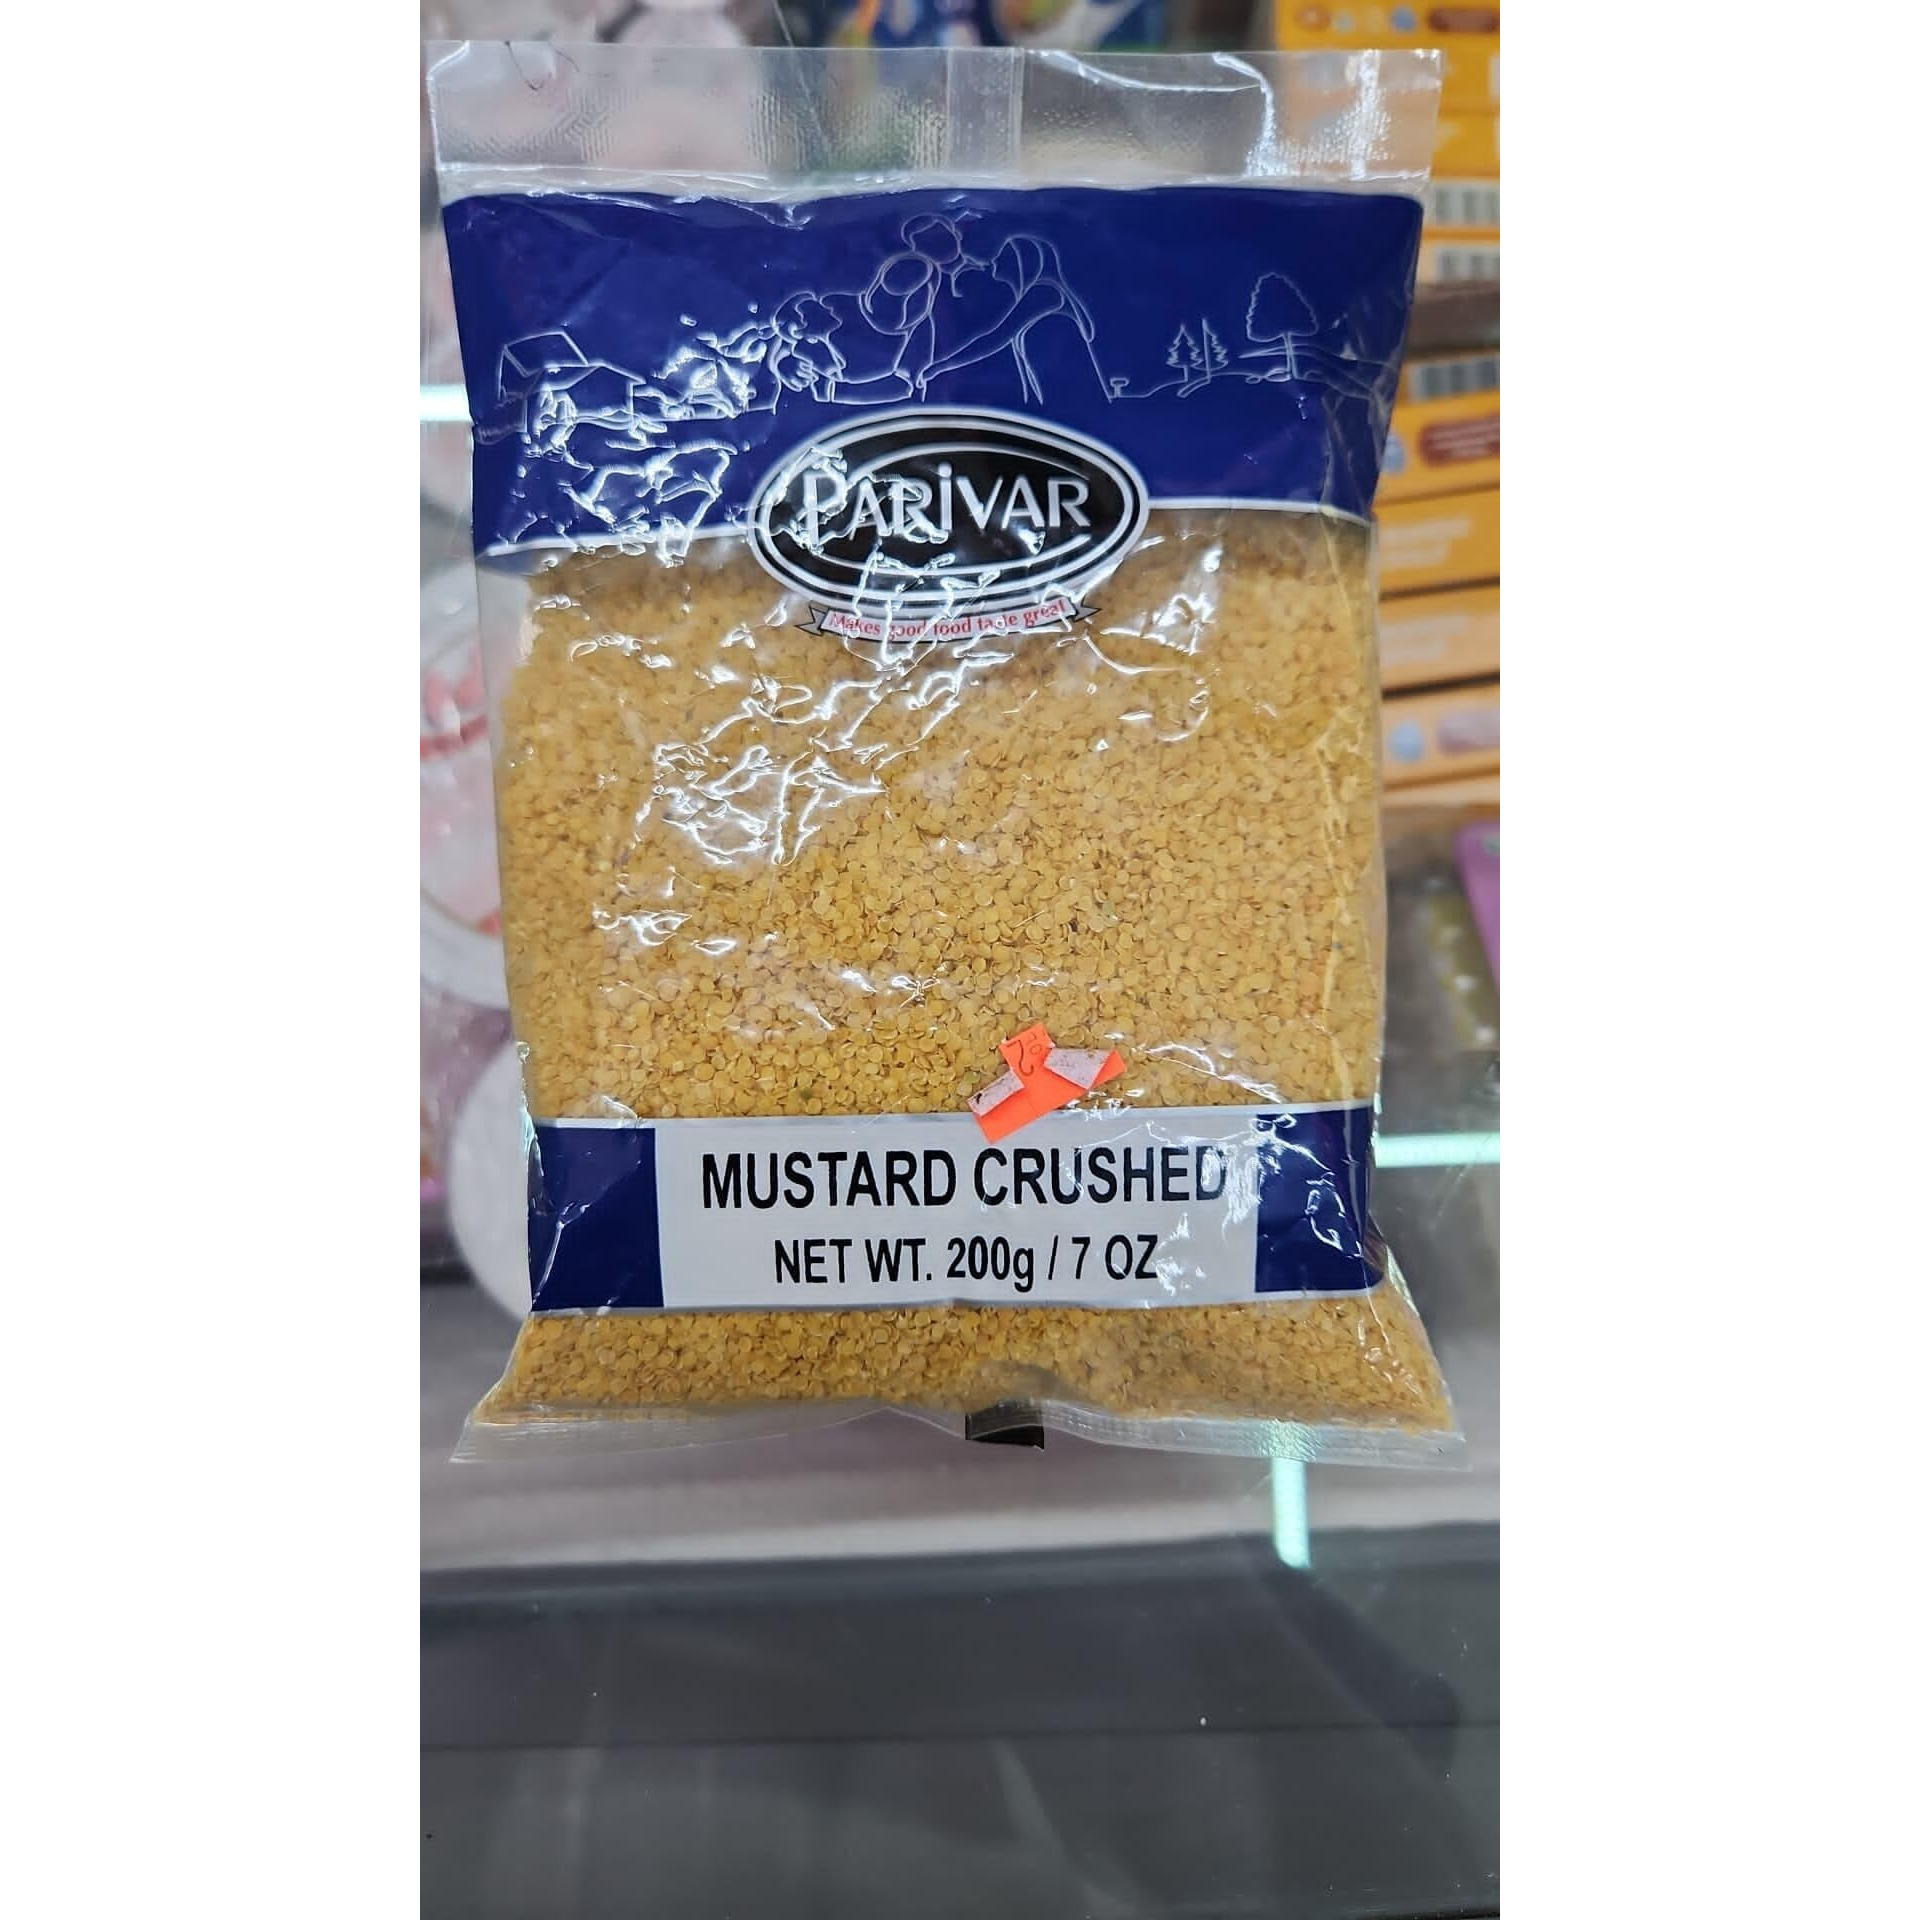 PARiVAR
Makes good food taste great
MUSTARD CRUSHED
NET WT. 200g / 7 OZ